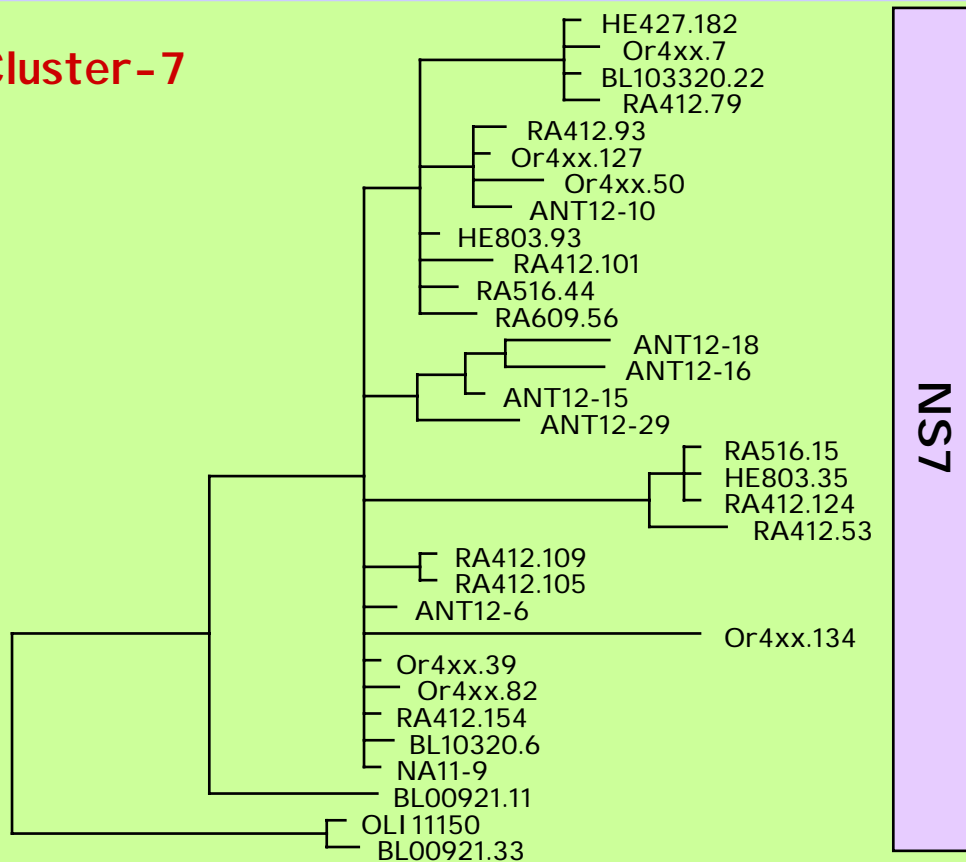 Cluster-7
HE427.182
Or4xx.7
BL103320.22
RA412.79
RA412.93
Or4xx.127
Or4xx.50
ANT12-10
HE803.93
RA412.101
RA516.44
RA609.56
ANT12-18
ANT12-16
ANT12-15
ANT12-29
RA516.15
HE803.35
RA412.124
RA412.53
RA412.109
RA412.105
ANT12-6
Or4xx.134
Or4xx.39
Or4xx.82
RA412.154
BL10320.6
NA11-9
BL00921.11
OLI11150
BL00921.33
NS7